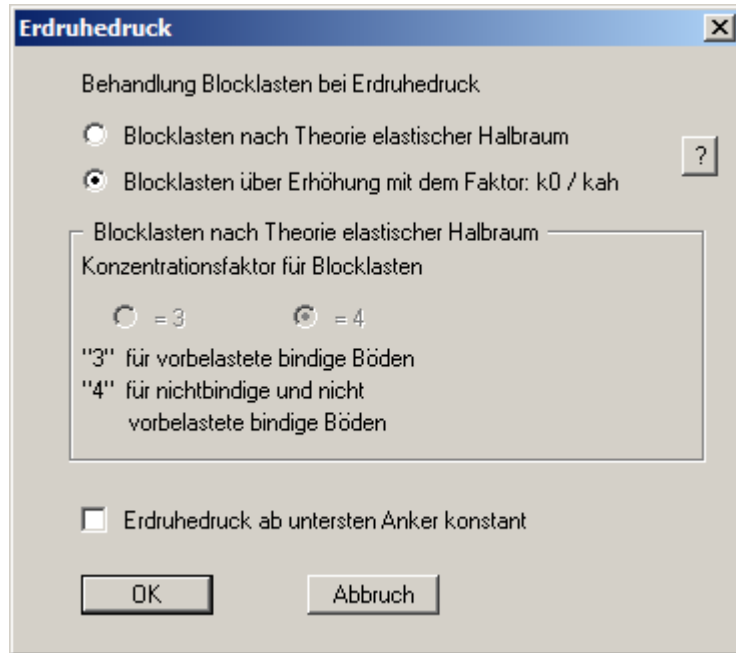 Erdruhedruck
Behandlung Blocklasten bei Erdruhedruck
Blocklasten nach Theorie elastischer Halbraum
?
Blocklasten über Erhöhung mit dem Faktor: k0 / kah
Blocklasten nach Theorie elastischer Halbraum
Konzentrationsfaktor für Blocklasten
= 3 = 4
"3" für vorbelastete bindige Böden
"4" für nichtbindige und nicht
vorbelastete bindige Böden
Erdruhedruck ab untersten Anker konstant
OK Abbruch